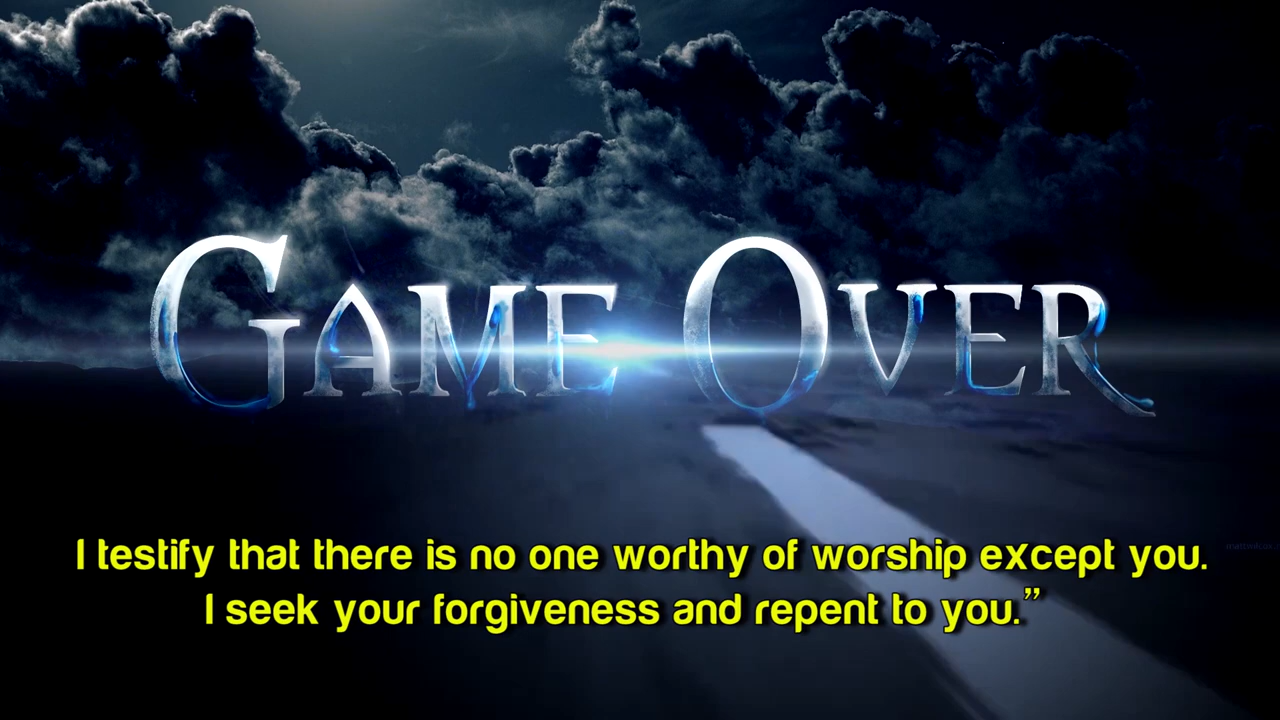 GAME OVER
I testify that there is no one worthy of worship except you.
I seek your forgiveness and repent to you.”